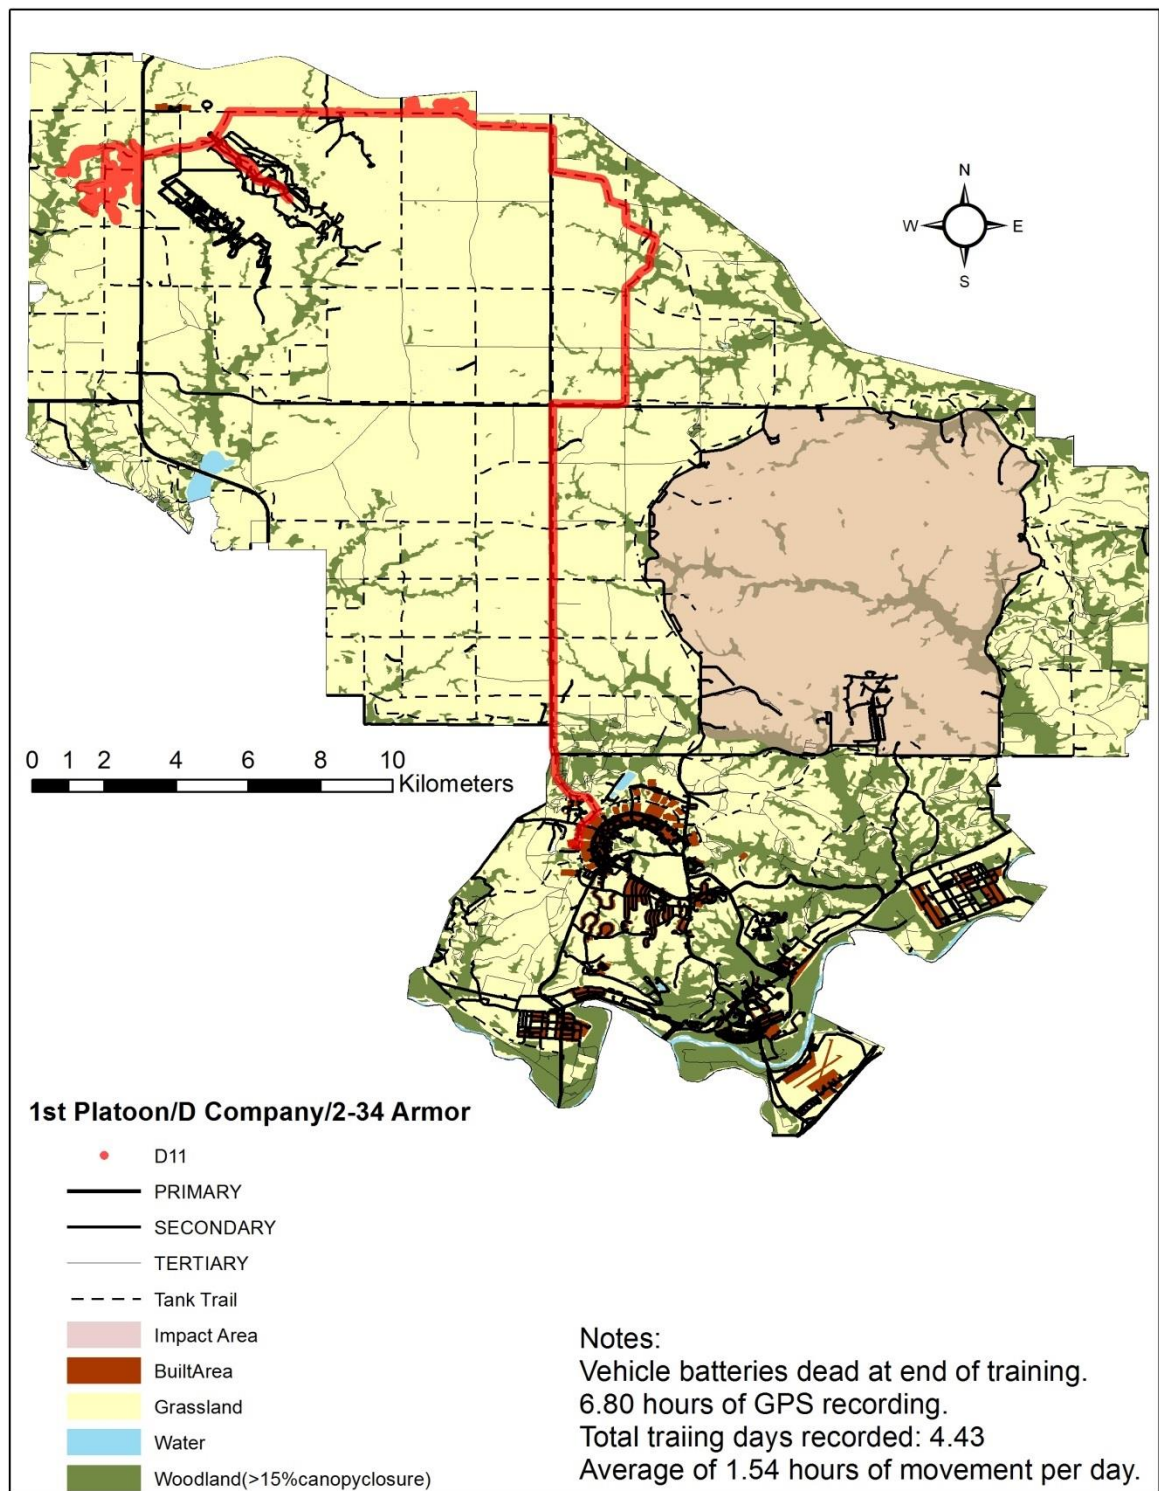 N
W E
S
0 1 2 4 6 8 10
Kilometers
1st Platoon/D Company/2-34 Armor
D11
PRIMARY
SECONDARY
TERTIARY
Tank Trail
Impact Area
BuiltArea
Grassland
Water
Woodland(>15%canopyclosure)
Notes:
Vehicle batteries dead at end of training.
6.80 hours of GPS recording.
Total traiing days recorded: 4.43
Average of 1.54 hours of movement per day.